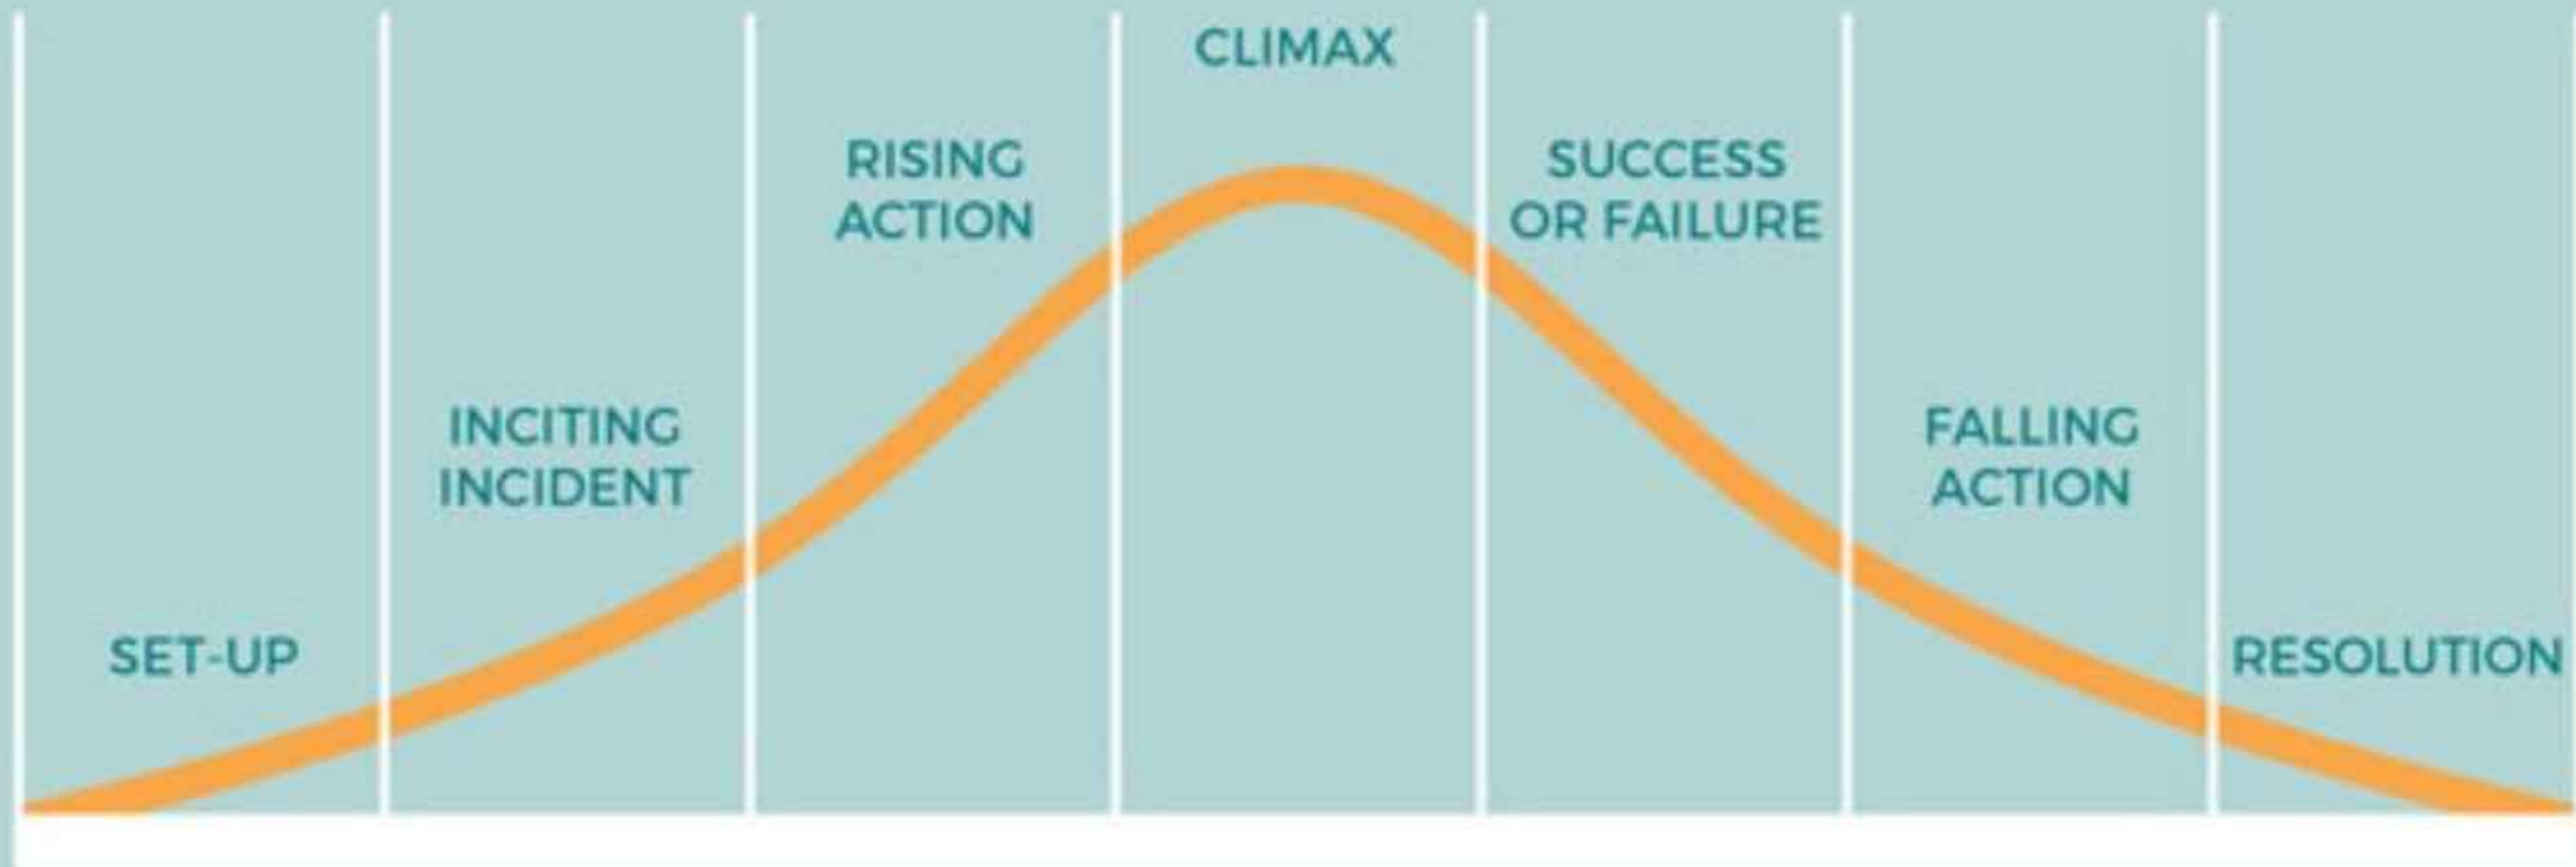 SET-UP
INCITING
INCIDENT
RISING
ACTION
CLIMAX
SUCCESS
OR FAILURE
FALLING
ACTION
RESOLUTION